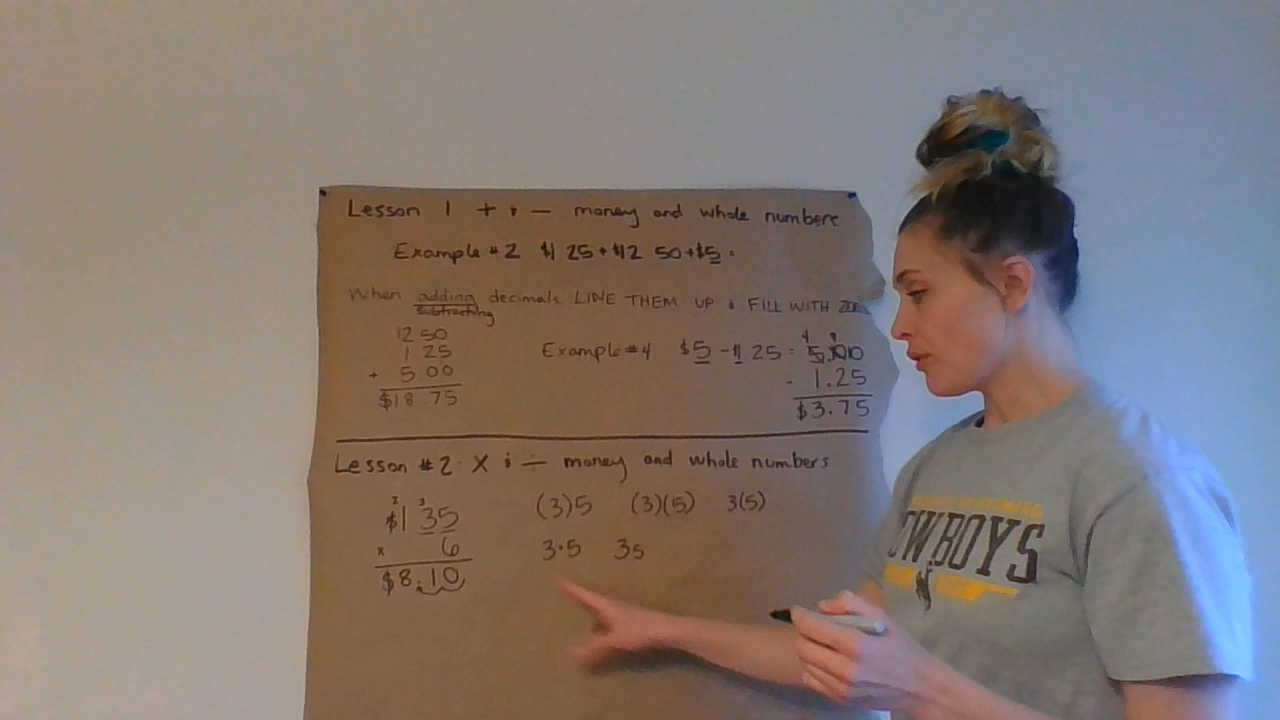 Lesson 1 + & — money and whole numbers
Example #2 $1 25 + $12 50 + $5 =
When adding decimals LINE THEM UP & FILL WITH ZEROS
subtracting
12 50
1.25
+ 5 00
$18.75
Example #4 $5 - $1 25 = 5.00
4 9
10
- 1.25
$3.75
Lesson #2 X & ÷ money and whole numbers
2 3
$1 35
x 6
$8.10
(3)5 (3)(5) 3(5)
3·5 3s
COWBOYS